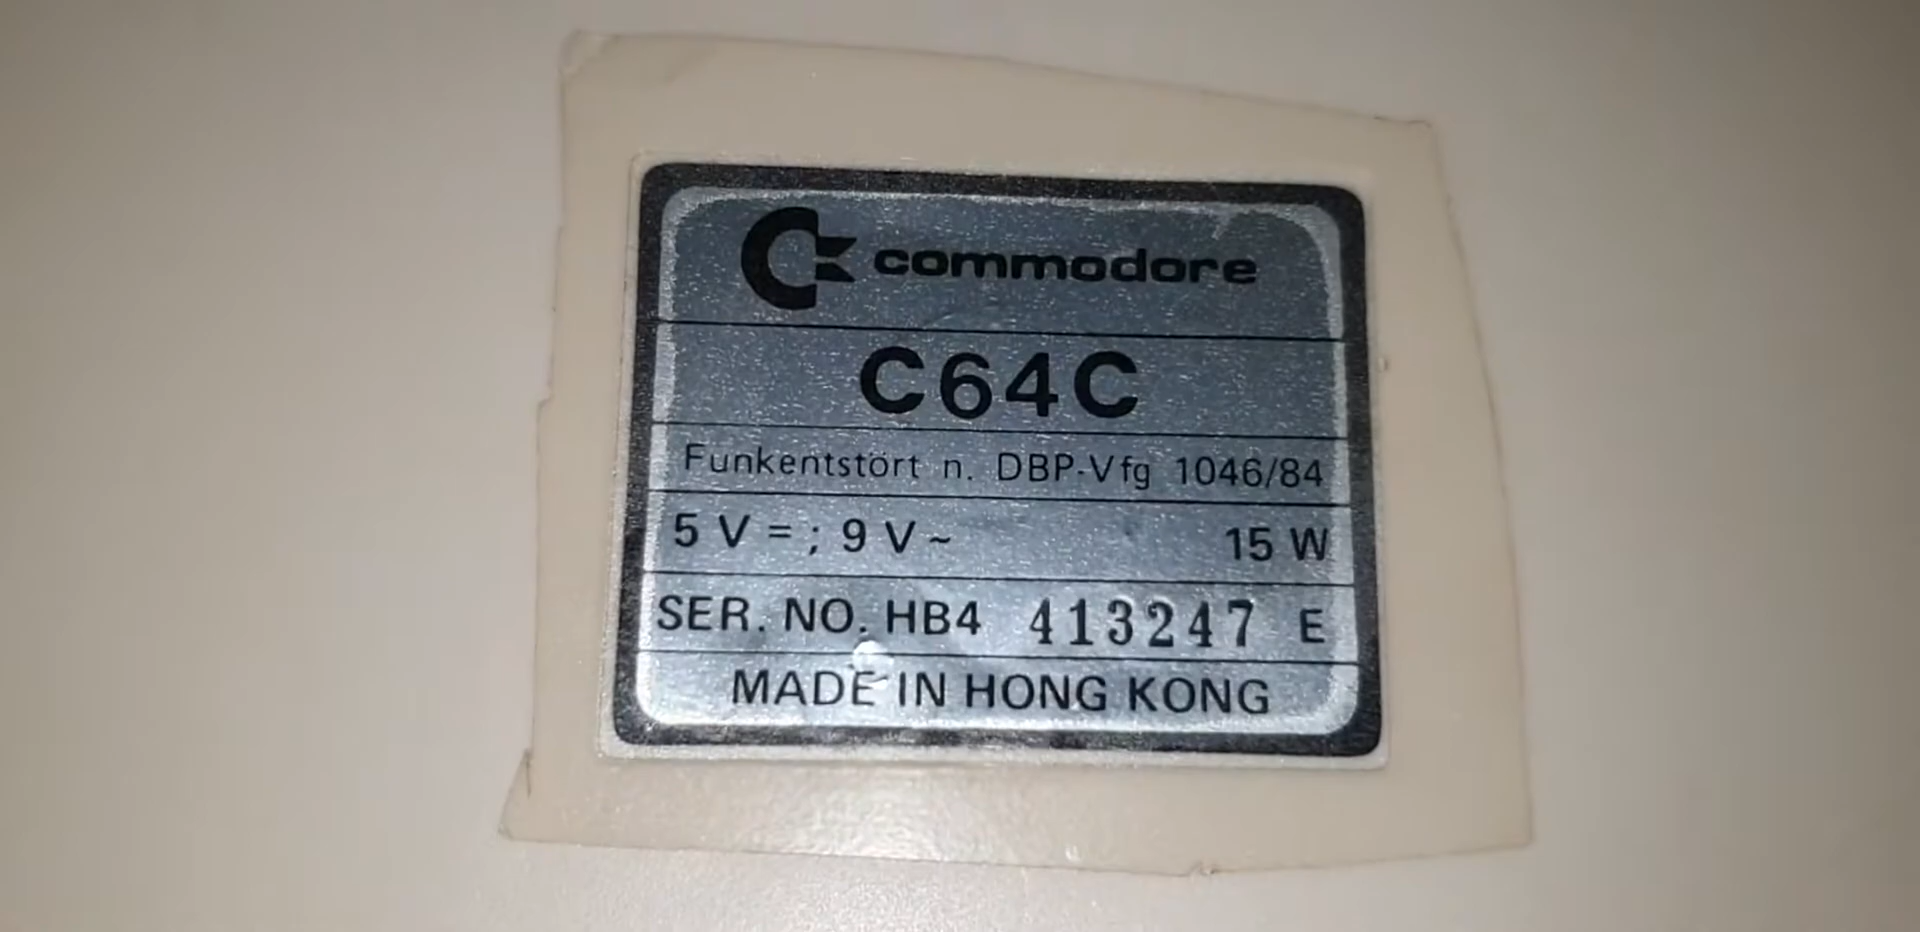 commodore
C64C
Funkentstört n. DBP-Vfg 1046/84
5 V = ; 9 V ~ 15 W
SER. NO. HB4 413247 E
MADE IN HONG KONG